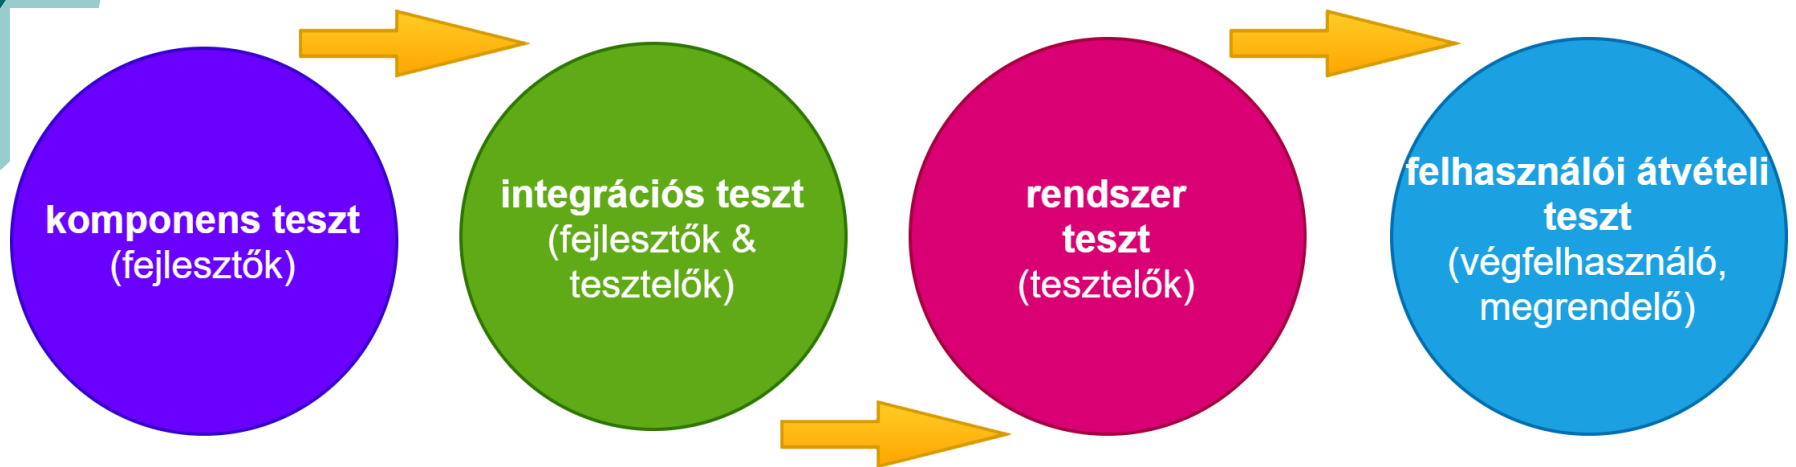 komponens teszt
(fejlesztők)
integrációs teszt
(fejlesztők &
tesztelők)
rendszer
teszt
(tesztelők)
felhasználói átvételi
teszt
(végfelhasználó,
megrendelő)